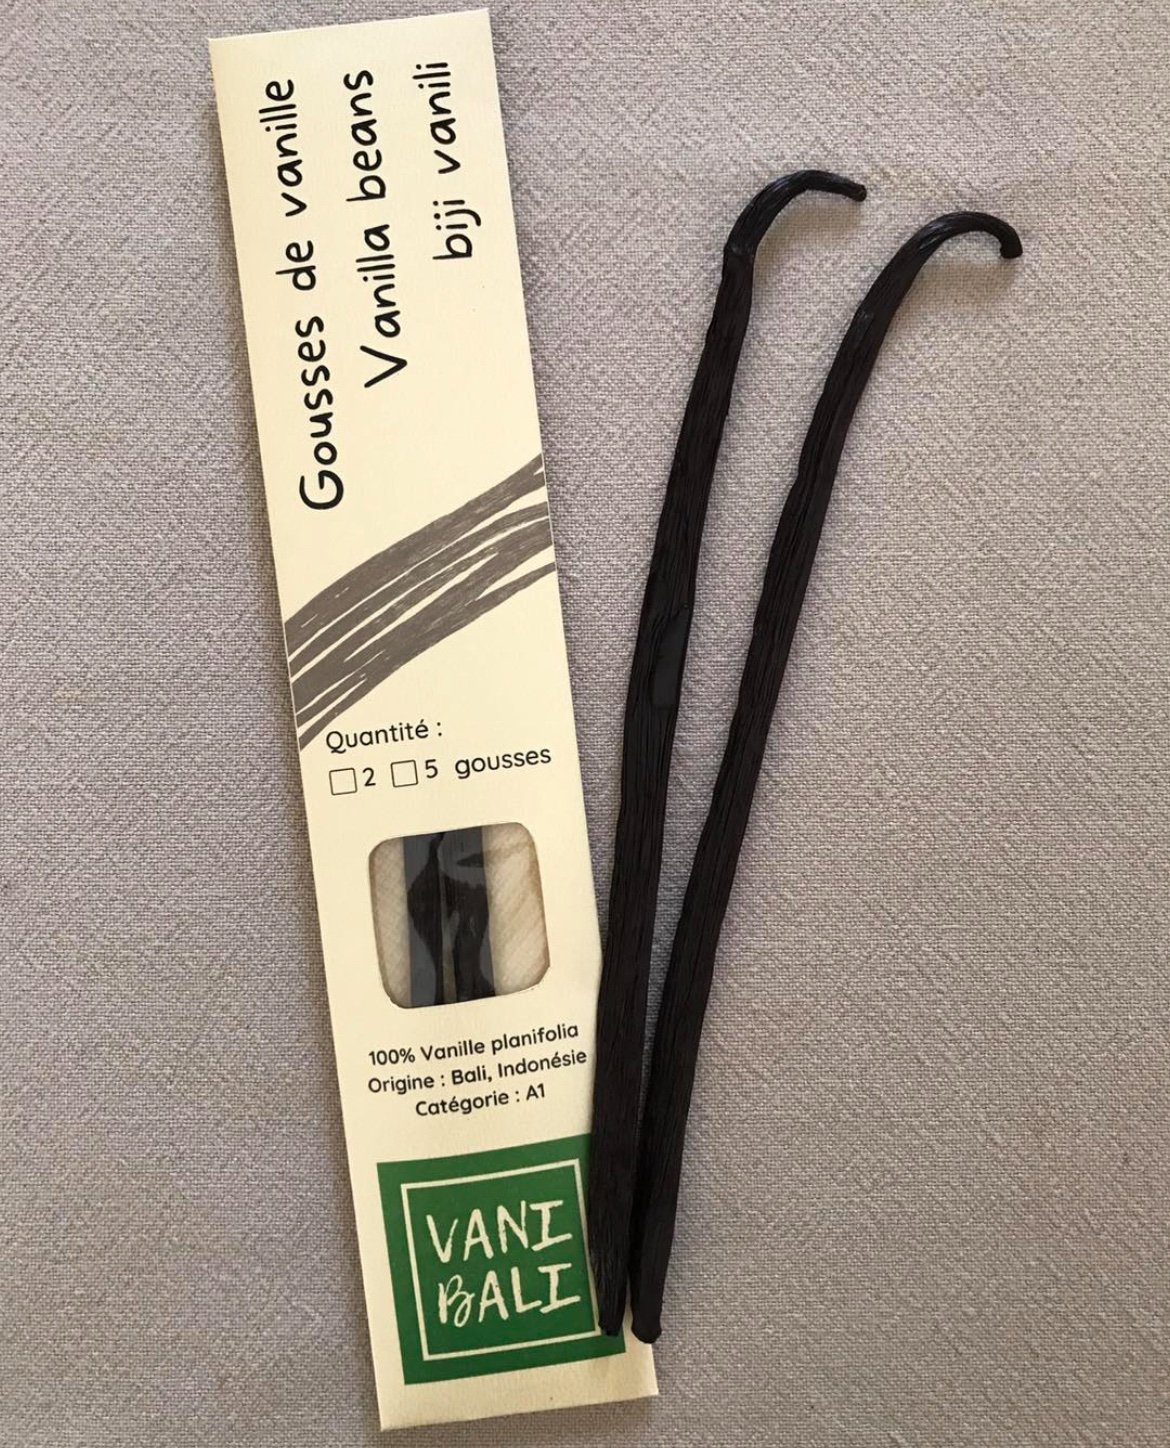 Gousses de vanille
Vanilla beans
biji vanili
Quantité :
☐ 2 ☐ 5 gousses
100% Vanille planifolia
Origine : Bali, Indonésie
Catégorie : A1
VANI
BALI